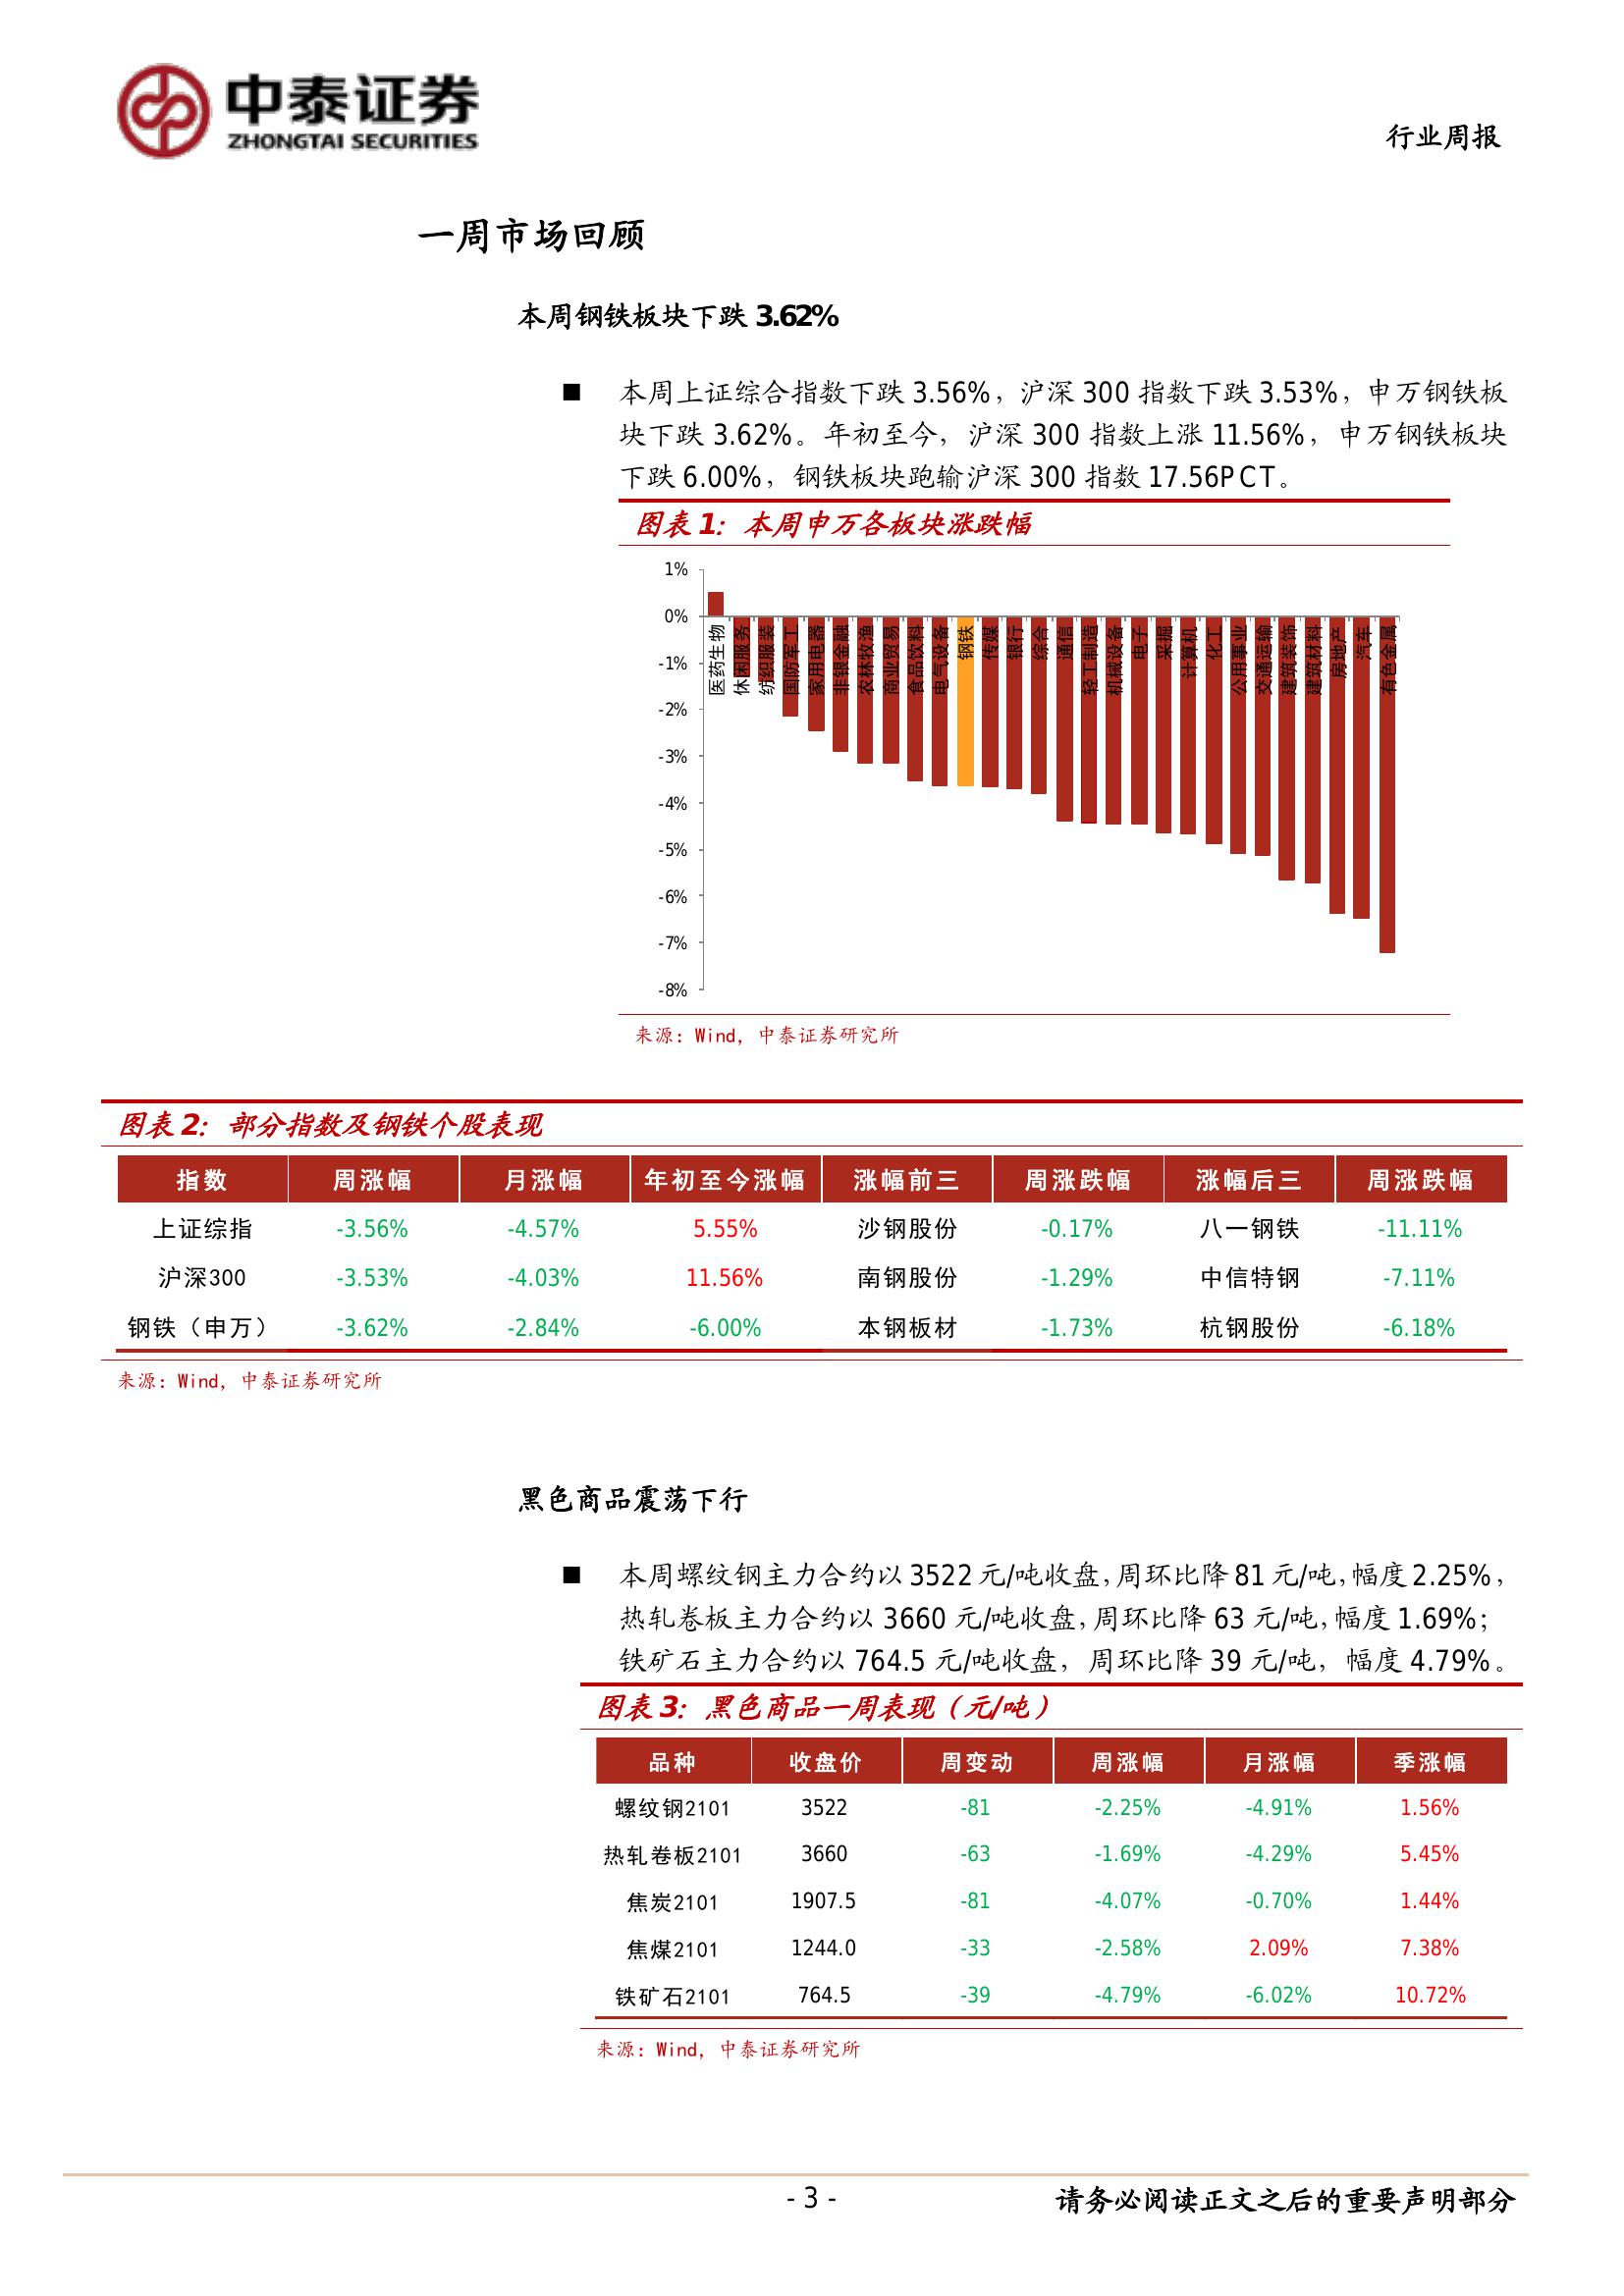 中泰证券
ZHONGTAI SECURITIES
行业周报
一周市场回顾
本周钢铁板块下跌 3.62%
■ 本周上证综合指数下跌 3.56%，沪深 300 指数下跌 3.53%，申万钢铁板
块下跌 3.62%。年初至今，沪深 300 指数上涨 11.56%，申万钢铁板块
下跌 6.00%，钢铁板块跑输沪深 300 指数 17.56PCT。
图表 1：本周申万各板块涨跌幅
1%
0%
-1%
-2%
-3%
-4%
-5%
-6%
-7%
-8%
医药生物
休闲服务
纺织服装
国防军工
家用电器
非银金融
农林牧渔
商业贸易
食品饮料
电气设备
钢铁
传媒
银行
综合
通信
轻工制造
机械设备
电子
采掘
计算机
化工
公用事业
交通运输
建筑装饰
建筑材料
房地产
汽车
有色金属
来源：Wind，中泰证券研究所
图表 2：部分指数及钢铁个股表现
指数 周涨幅 月涨幅 年初至今涨幅 涨幅前三 周涨跌幅 涨幅后三 周涨跌幅
上证综指 -3.56% -4.57% 5.55% 沙钢股份 -0.17% 八一钢铁 -11.11%
沪深300 -3.53% -4.03% 11.56% 南钢股份 -1.29% 中信特钢 -7.11%
钢铁（申万） -3.62% -2.84% -6.00% 本钢板材 -1.73% 杭钢股份 -6.18%
来源：Wind，中泰证券研究所
黑色商品震荡下行
■ 本周螺纹钢主力合约以 3522 元/吨收盘，周环比降 81 元/吨，幅度 2.25%，
热轧卷板主力合约以 3660 元/吨收盘，周环比降 63 元/吨，幅度 1.69%；
铁矿石主力合约以 764.5 元/吨收盘，周环比降 39 元/吨，幅度 4.79%。
图表 3：黑色商品一周表现（元/吨）
品种 收盘价 周变动 周涨幅 月涨幅 季涨幅
螺纹钢2101 3522 -81 -2.25% -4.91% 1.56%
热轧卷板2101 3660 -63 -1.69% -4.29% 5.45%
焦炭2101 1907.5 -81 -4.07% -0.70% 1.44%
焦煤2101 1244.0 -33 -2.58% 2.09% 7.38%
铁矿石2101 764.5 -39 -4.79% -6.02% 10.72%
来源：Wind，中泰证券研究所
- 3 -
请务必阅读正文之后的重要声明部分